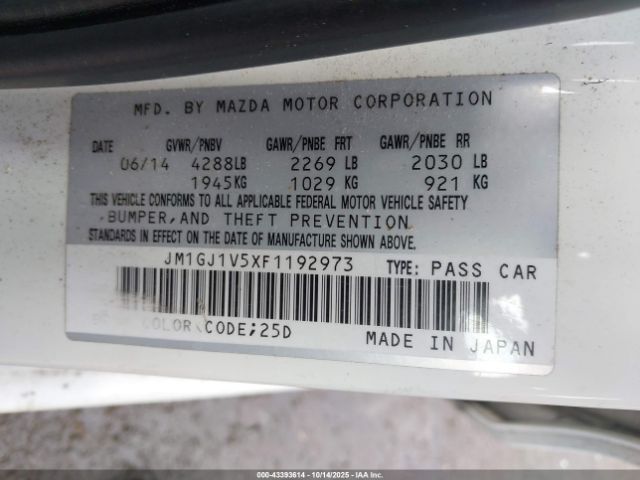 MFD. BY MAZDA MOTOR CORPORATION
DATE GVWR/PNBV GAWR/PNBE FRT GAWR/PNBE RR
06/14 4288LB 2269 LB 2030 LB
1945KG 1029 KG 921 KG
THIS VEHICLE CONFORMS TO ALL APPLICABLE FEDERAL MOTOR VEHICLE SAFETY
BUMPER, AND THEFT PREVENTION
STANDARDS IN EFFECT ON THE DATE OF MANUFACTURE SHOWN ABOVE.
JM1GJ1V5XF1192973 TYPE: PASS CAR
COLOR CODE;25D MADE IN JAPAN
000-43393614 - 10/14/2025 - IAAI.com